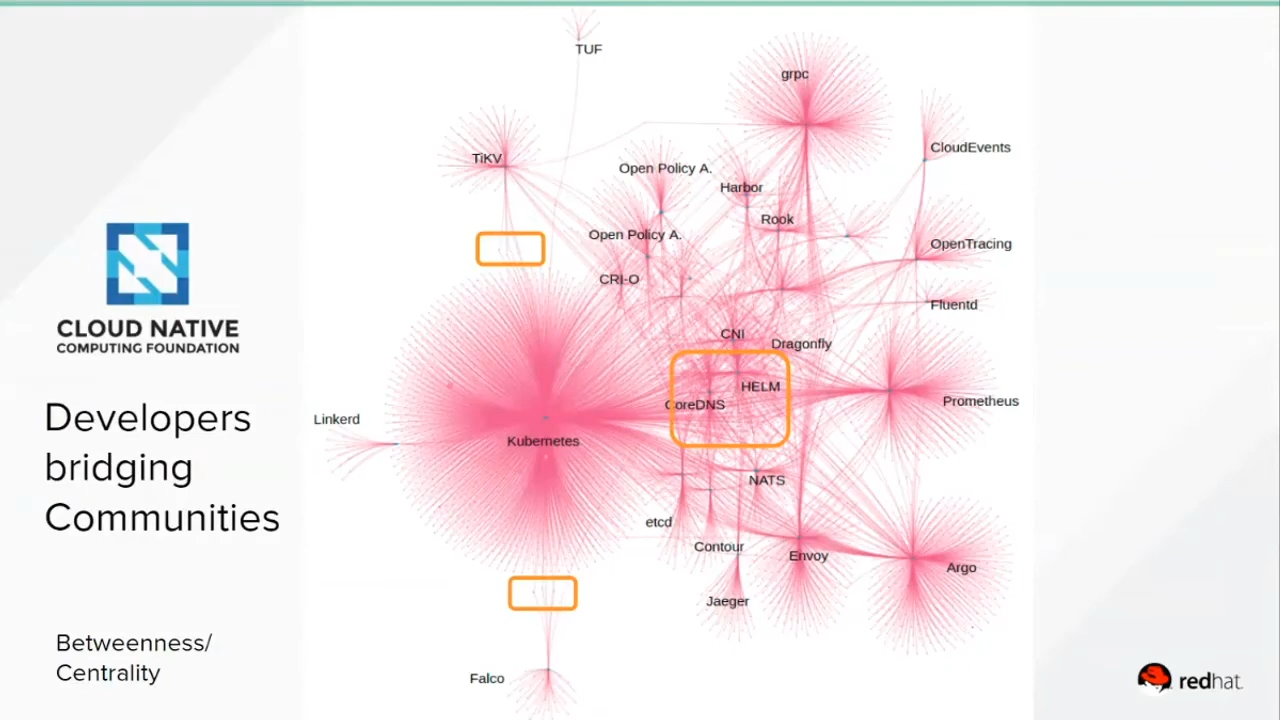 TUF
grpc
TiKV
CloudEvents
Open Policy A.
Harbor
Rook
Open Policy A.
OpenTracing
CRI-O
Fluentd
CNI
Dragonfly
HELM
CoreDNS
Prometheus
Linkerd
Kubernetes
NATS
etcd
Contour
Envoy
Argo
Jaeger
Falco
CLOUD NATIVE
COMPUTING FOUNDATION
Developers
bridging
Communities
Betweenness/
Centrality
redhat.